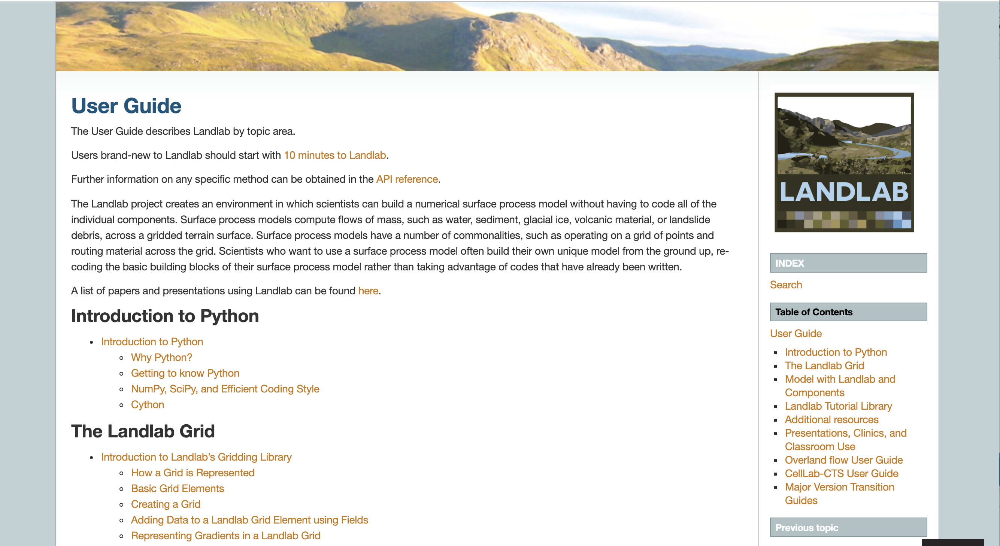 User Guide
The User Guide describes Landlab by topic area.
Users brand-new to Landlab should start with 10 minutes to Landlab.
Further information on any specific method can be obtained in the API reference.
The Landlab project creates an environment in which scientists can build a numerical surface process model without having to code all of the
individual components. Surface process models compute flows of mass, such as water, sediment, glacial ice, volcanic material, or landslide
debris, across a gridded terrain surface. Surface process models have a number of commonalities, such as operating on a grid of points and
routing material across the grid. Scientists who want to use a surface process model often build their own unique model from the ground up, re-
coding the basic building blocks of their surface process model rather than taking advantage of codes that have already been written.
A list of papers and presentations using Landlab can be found here.
Introduction to Python
Introduction to Python
Why Python?
Getting to know Python
NumPy, SciPy, and Efficient Coding Style
Cython
The Landlab Grid
Introduction to Landlab’s Gridding Library
How a Grid is Represented
Basic Grid Elements
Creating a Grid
Adding Data to a Landlab Grid Element using Fields
Representing Gradients in a Landlab Grid
LANDLAB
INDEX
Search
Table of Contents
User Guide
Introduction to Python
The Landlab Grid
Model with Landlab and
Components
Landlab Tutorial Library
Additional resources
Presentations, Clinics, and
Classroom Use
Overland flow User Guide
CellLab-CTS User Guide
Major Version Transition
Guides
Previous topic